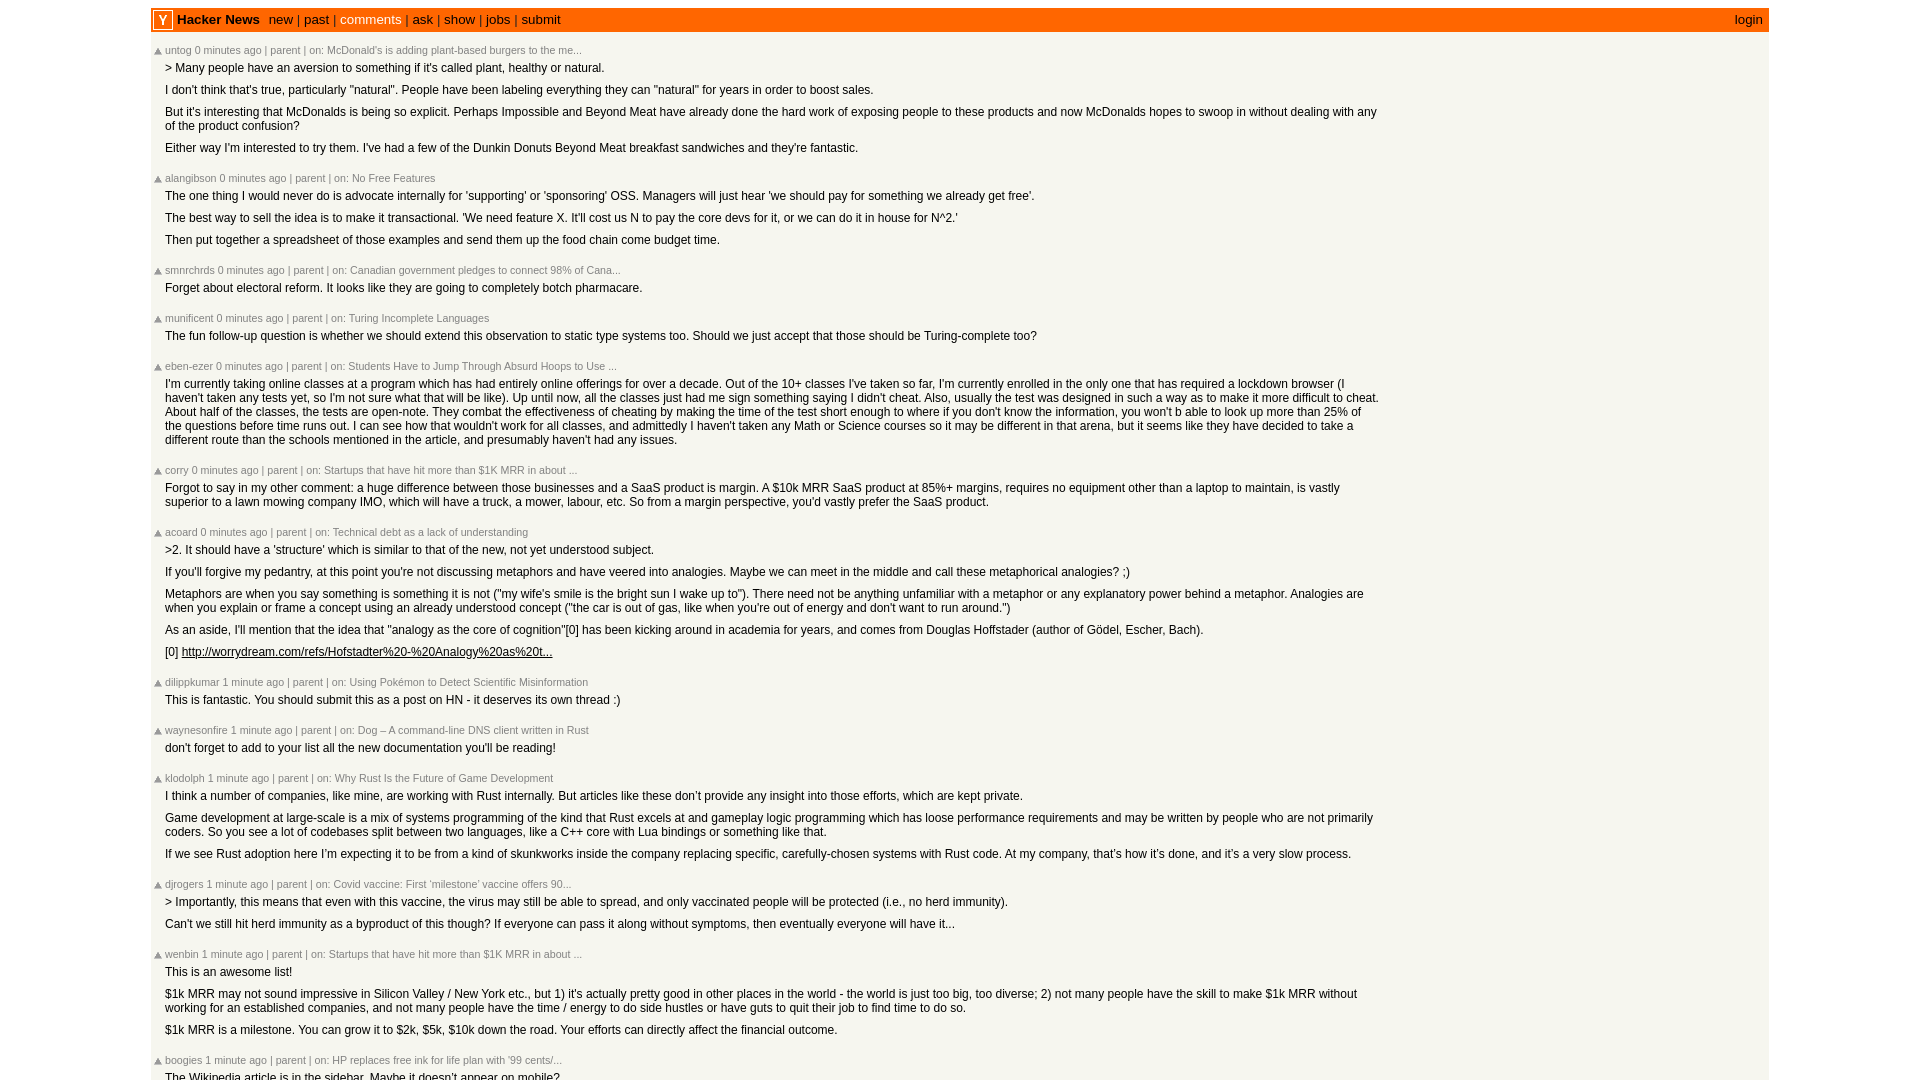 Y Hacker News new | past | comments | ask | show | jobs | submit login
untog 0 minutes ago | parent | on: McDonald's is adding plant-based burgers to the me...
> Many people have an aversion to something if it's called plant, healthy or natural.
I don't think that's true, particularly "natural". People have been labeling everything they can "natural" for years in order to boost sales.
But it's interesting that McDonalds is being so explicit. Perhaps Impossible and Beyond Meat have already done the hard work of exposing people to these products and now McDonalds hopes to swoop in without dealing with any
of the product confusion?
Either way I'm interested to try them. I've had a few of the Dunkin Donuts Beyond Meat breakfast sandwiches and they're fantastic.
alangibson 0 minutes ago | parent | on: No Free Features
The one thing I would never do is advocate internally for 'supporting' or 'sponsoring' OSS. Managers will just hear 'we should pay for something we already get free'.
The best way to sell the idea is to make it transactional. 'We need feature X. It'll cost us N to pay the core devs for it, or we can do it in house for N^2.'
Then put together a spreadsheet of those examples and send them up the food chain come budget time.
smnrchrds 0 minutes ago | parent | on: Canadian government pledges to connect 98% of Cana...
Forget about electoral reform. It looks like they are going to completely botch pharmacare.
munificent 0 minutes ago | parent | on: Turing Incomplete Languages
The fun follow-up question is whether we should extend this observation to static type systems too. Should we just accept that those should be Turing-complete too?
eben-ezer 0 minutes ago | parent | on: Students Have to Jump Through Absurd Hoops to Use ...
I'm currently taking online classes at a program which has had entirely online offerings for over a decade. Out of the 10+ classes I've taken so far, I'm currently enrolled in the only one that has required a lockdown browser (I
haven't taken any tests yet, so I'm not sure what that will be like). Up until now, all the classes just had me sign something saying I didn't cheat. Also, usually the test was designed in such a way as to make it more difficult to cheat.
About half of the classes, the tests are open-note. They combat the effectiveness of cheating by making the time of the test short enough to where if you don't know the information, you won't b able to look up more than 25% of
the questions before time runs out. I can see how that wouldn't work for all classes, and admittedly I haven't taken any Math or Science courses so it may be different in that arena, but it seems like they have decided to take a
different route than the schools mentioned in the article, and presumably haven't had any issues.
corry 0 minutes ago | parent | on: Startups that have hit more than $1K MRR in about ...
Forgot to say in my other comment: a huge difference between those businesses and a SaaS product is margin. A $10k MRR SaaS product at 85%+ margins, requires no equipment other than a laptop to maintain, is vastly
superior to a lawn mowing company IMO, which will have a truck, a mower, labour, etc. So from a margin perspective, you'd vastly prefer the SaaS product.
acoard 0 minutes ago | parent | on: Technical debt as a lack of understanding
>2. It should have a 'structure' which is similar to that of the new, not yet understood subject.
If you'll forgive my pedantry, at this point you're not discussing metaphors and have veered into analogies. Maybe we can meet in the middle and call these metaphorical analogies? ;)
Metaphors are when you say something is something it is not ("my wife's smile is the bright sun I wake up to"). There need not be anything unfamiliar with a metaphor or any explanatory power behind a metaphor. Analogies are
when you explain or frame a concept using an already understood concept ("the car is out of gas, like when you're out of energy and don't want to run around.")
As an aside, I'll mention that the idea that "analogy as the core of cognition"[0] has been kicking around in academia for years, and comes from Douglas Hoffstader (author of Gödel, Escher, Bach).
[0] http://worrydream.com/refs/Hofstadter%20-%20Analogy%20as%20t...
dilippkumar 1 minute ago | parent | on: Using Pokémon to Detect Scientific Misinformation
This is fantastic. You should submit this as a post on HN - it deserves its own thread :)
waynesonfire 1 minute ago | parent | on: Dog – A command-line DNS client written in Rust
don't forget to add to your list all the new documentation you'll be reading!
klodolph 1 minute ago | parent | on: Why Rust Is the Future of Game Development
I think a number of companies, like mine, are working with Rust internally. But articles like these don’t provide any insight into those efforts, which are kept private.
Game development at large-scale is a mix of systems programming of the kind that Rust excels at and gameplay logic programming which has loose performance requirements and may be written by people who are not primarily
coders. So you see a lot of codebases split between two languages, like a C++ core with Lua bindings or something like that.
If we see Rust adoption here I’m expecting it to be from a kind of skunkworks inside the company replacing specific, carefully-chosen systems with Rust code. At my company, that’s how it’s done, and it’s a very slow process.
djrogers 1 minute ago | parent | on: Covid vaccine: First ‘milestone’ vaccine offers 90...
> Importantly, this means that even with this vaccine, the virus may still be able to spread, and only vaccinated people will be protected (i.e., no herd immunity).
Can't we still hit herd immunity as a byproduct of this though? If everyone can pass it along without symptoms, then eventually everyone will have it...
wenbin 1 minute ago | parent | on: Startups that have hit more than $1K MRR in about ...
This is an awesome list!
$1k MRR may not sound impressive in Silicon Valley / New York etc., but 1) it's actually pretty good in other places in the world - the world is just too big, too diverse; 2) not many people have the skill to make $1k MRR without
working for an established companies, and not many people have the time / energy to do side hustles or have guts to quit their job to find time to do so.
$1k MRR is a milestone. You can grow it to $2k, $5k, $10k down the road. Your efforts can directly affect the financial outcome.
boogies 1 minute ago | parent | on: HP replaces free ink for life plan with '99 cents/...
The Wikipedia article is in the sidebar. Maybe it doesn’t appear on mobile?